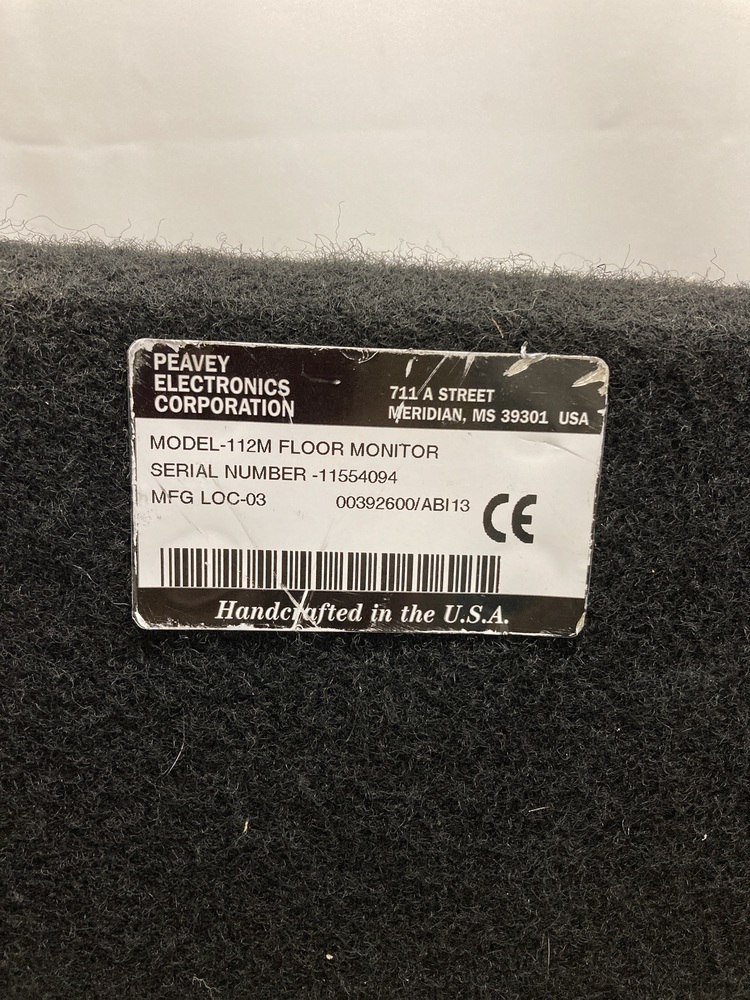 PEAVEY
ELECTRONICS
CORPORATION
711 A STREET
MERIDIAN, MS 39301 USA
MODEL-112M FLOOR MONITOR
SERIAL NUMBER -11554094
MFG LOC-03 00392600/ABI13
CE
Handcrafted in the U.S.A.